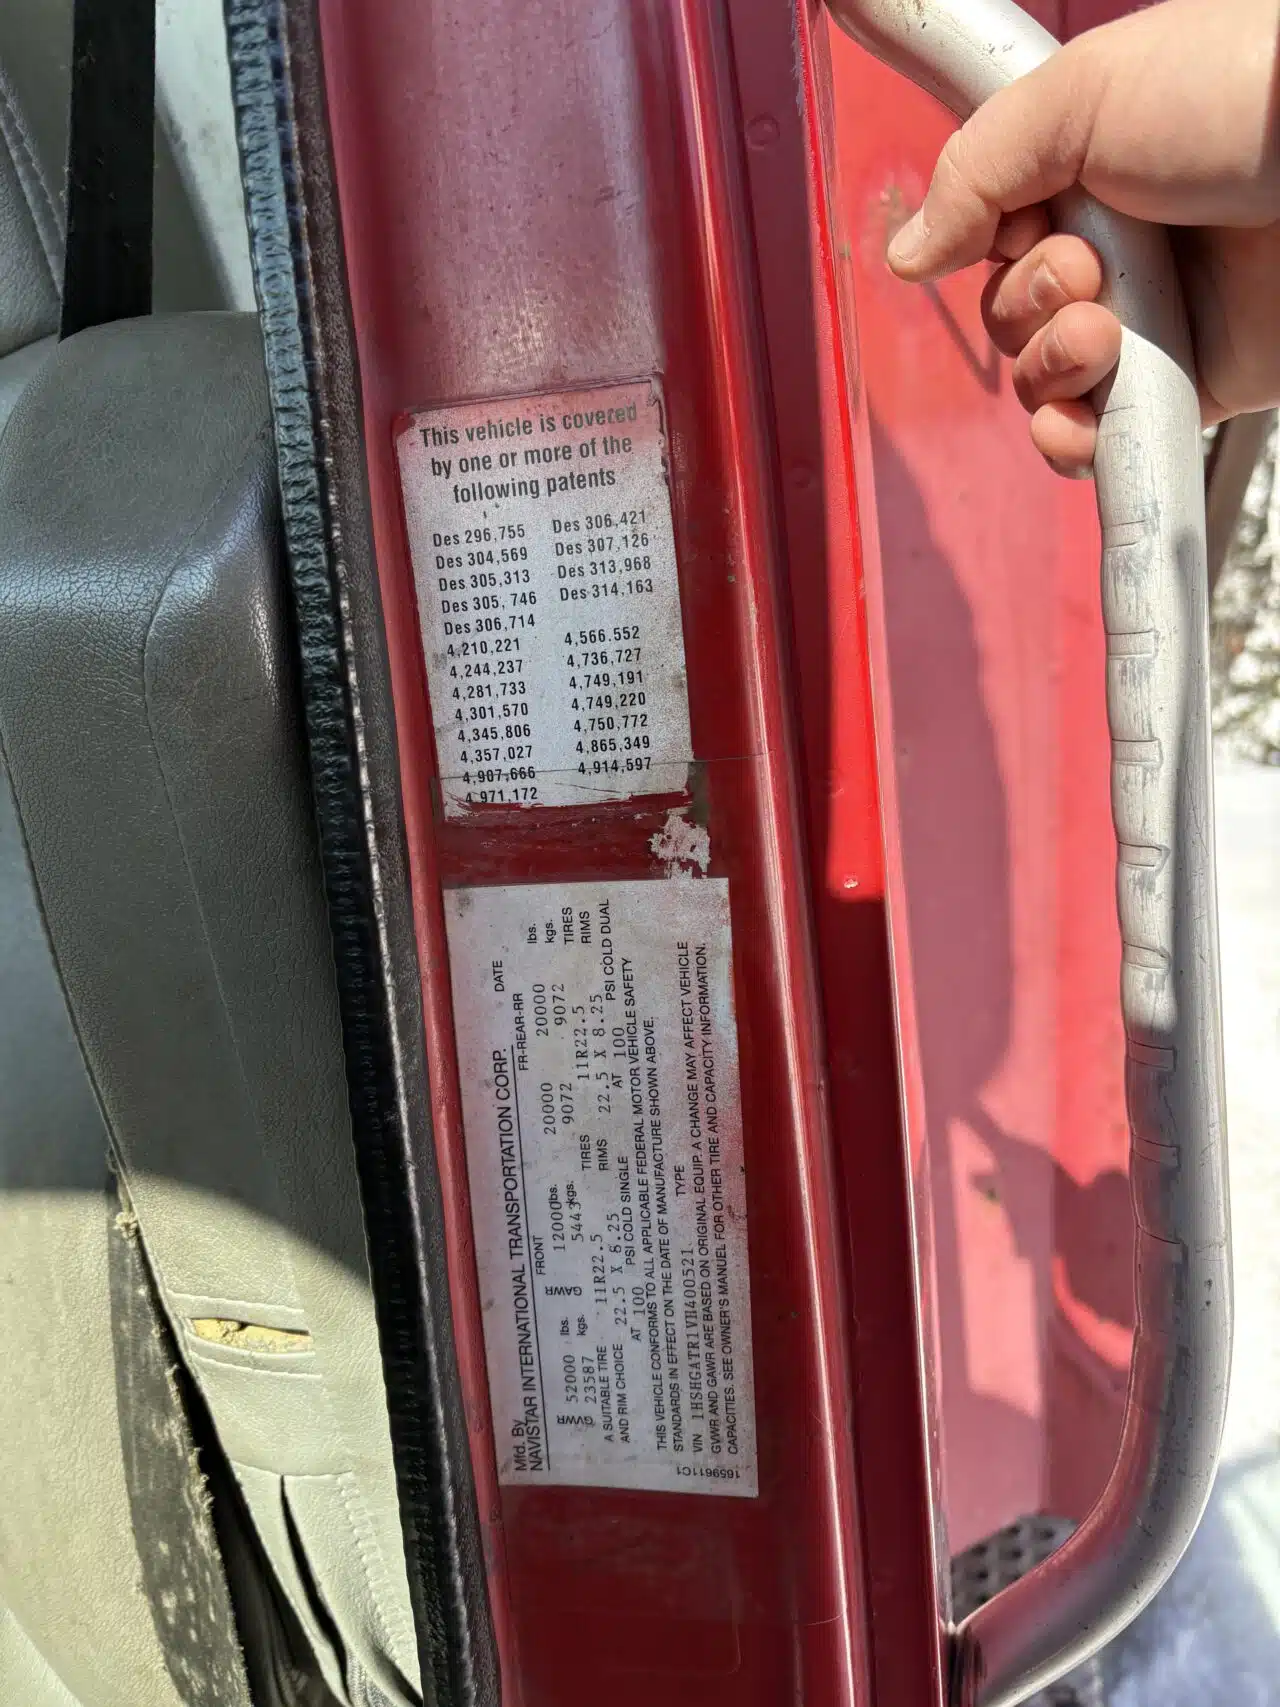 This vehicle is covered
by one or more of the
following patents
Des 296,755 Des 306,421
Des 304,569 Des 307,126
Des 305,313 Des 313,968
Des 305, 746 Des 314,163
Des 306,714
4,210,221 4,566.552
4,244,237 4,736,727
4,281,733 4,749,191
4,301,570 4,749,220
4,345,806 4,750,772
4,357,027 4,865,349
4,907,666 4,914,597
4,971,172
Mfd. By
NAVISTAR INTERNATIONAL TRANSPORTATION CORP. DATE
FRONT FR-REAR-RR
GVWR 52000 lbs. GAWR 12000 lbs. 20000 20000 lbs.
23587 kgs. 5443 kgs. 9072 9072 kgs.
A SUITABLE TIRE 11R22.5 TIRES 11R22.5 TIRES
AND RIM CHOICE 22.5 X 8.25 RIMS 22.5 X 8.25 RIMS
AT 100 PSI COLD SINGLE AT 100 PSI COLD DUAL
THIS VEHICLE CONFORMS TO ALL APPLICABLE FEDERAL MOTOR VEHICLE SAFETY
STANDARDS IN EFFECT ON THE DATE OF MANUFACTURE SHOWN ABOVE.
VIN 1HSHGATR1VH400521 TYPE
GVWR AND GAWR ARE BASED ON ORIGINAL EQUIP. A CHANGE MAY AFFECT VEHICLE
CAPACITIES. SEE OWNER'S MANUEL FOR OTHER TIRE AND CAPACITY INFORMATION.
1659611C1